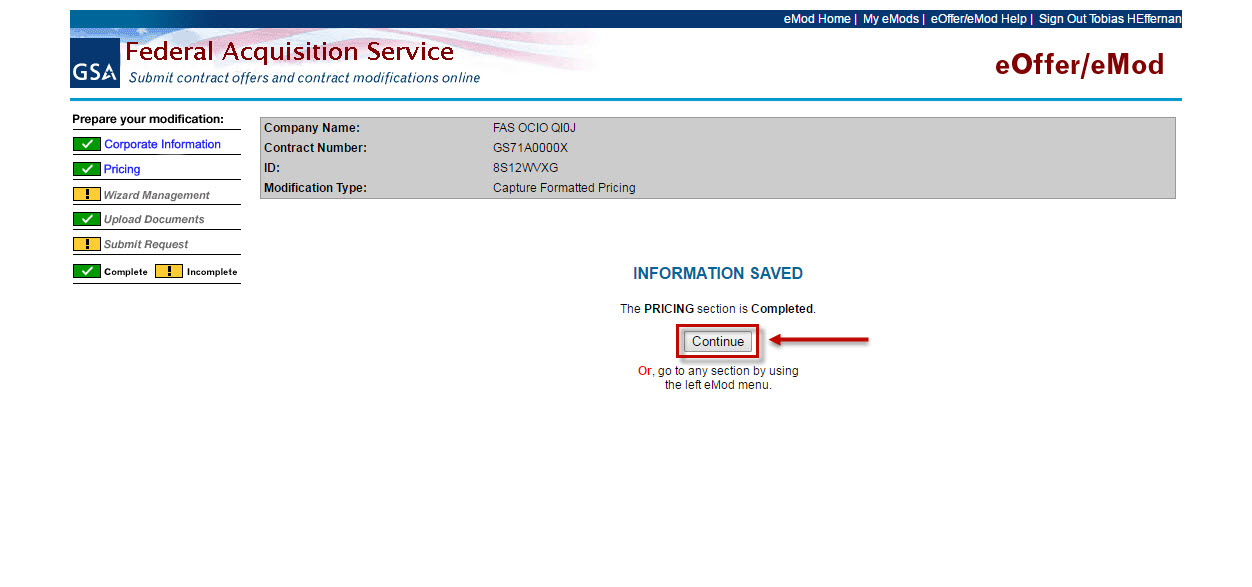 eMod Home | My eMods | eOffer/eMod Help | Sign Out Tobias HEffernan
GSA Federal Acquisition Service
Submit contract offers and contract modifications online
eOffer/eMod
Prepare your modification:
Corporate Information
Pricing
Wizard Management
Upload Documents
Submit Request
Complete Incomplete
Company Name: FAS OCIO QI0J
Contract Number: GS71A0000X
ID: 8S12WVXG
Modification Type: Capture Formatted Pricing
INFORMATION SAVED
The PRICING section is Completed.
Continue
Or, go to any section by using
the left eMod menu.